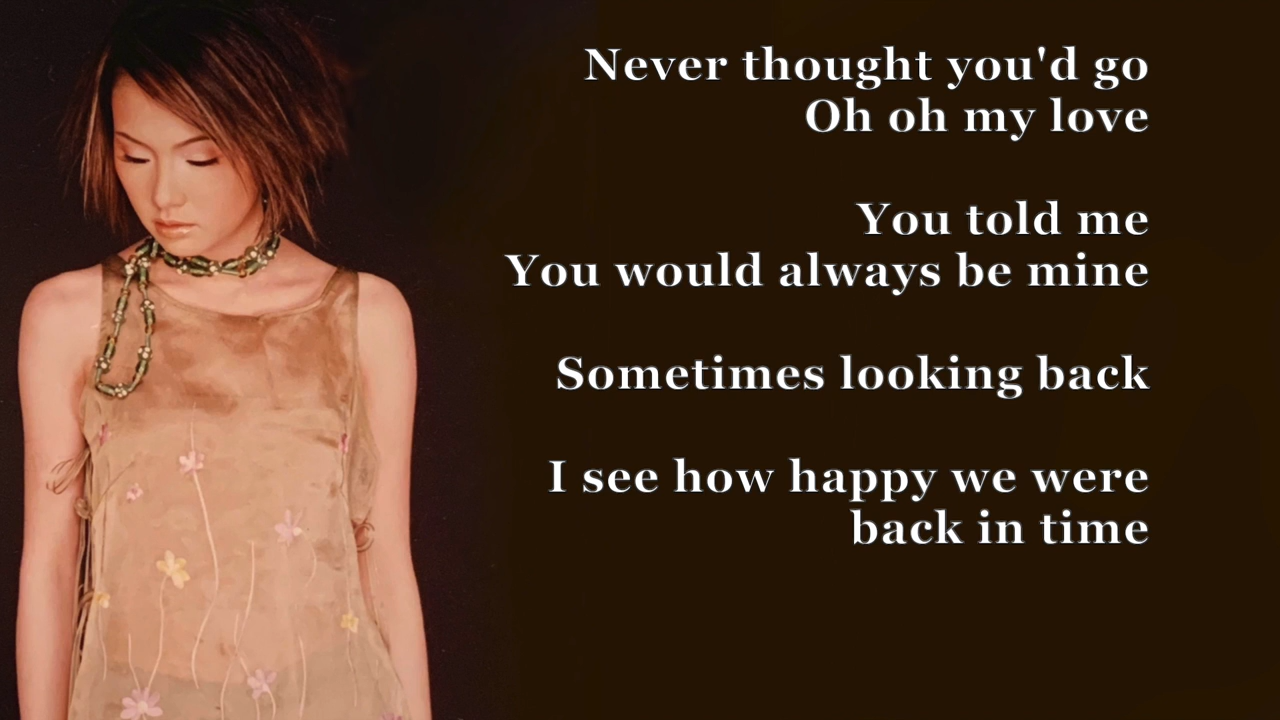 Never thought you'd go
Oh oh my love
You told me
You would always be mine
Sometimes looking back
I see how happy we were
back in time